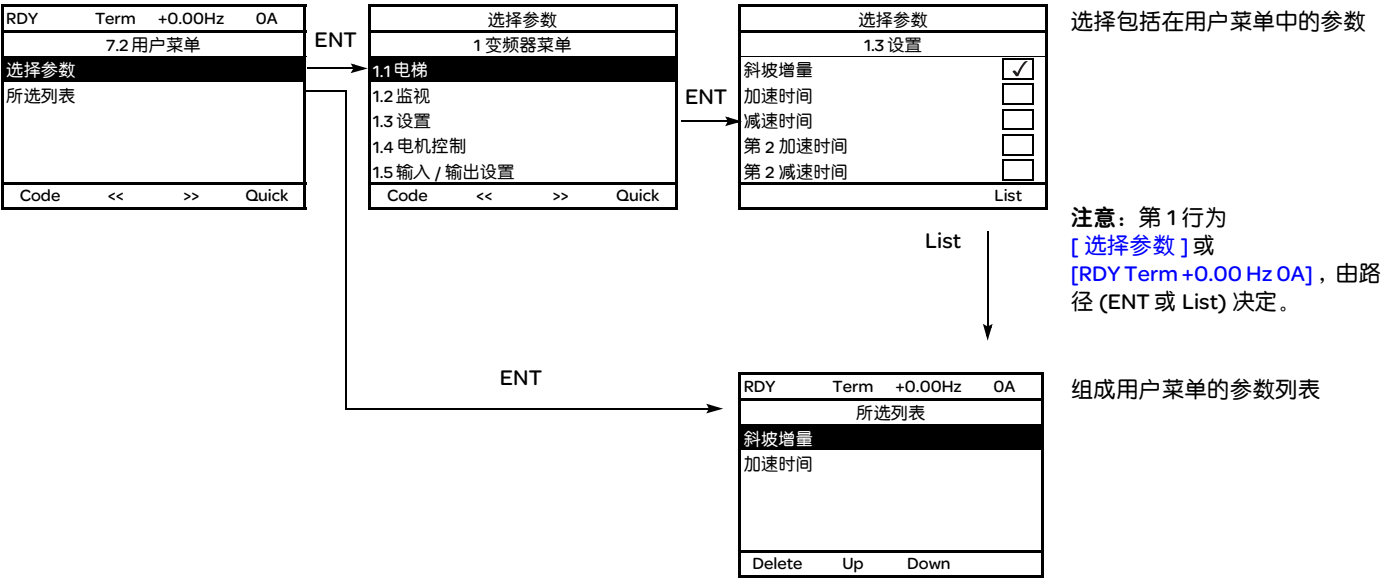 RDY Term +0.00Hz 0A
7.2 用户菜单
选择参数
所选列表
Code << >> Quick
ENT
选择参数
1 变频器菜单
1.1 电梯
1.2 监视
1.3 设置
1.4 电机控制
1.5 输入 / 输出设置
Code << >> Quick
ENT
选择参数
1.3 设置
斜坡增量 ✓
加速时间
减速时间
第 2 加速时间
第 2 减速时间
List
选择包括在用户菜单中的参数
List
注意：第 1 行为
[ 选择参数 ] 或
[RDY Term +0.00 Hz 0A]，由路
径 (ENT 或 List) 决定。
ENT
RDY Term +0.00Hz 0A
所选列表
斜坡增量
加速时间
Delete Up Down
组成用户菜单的参数列表